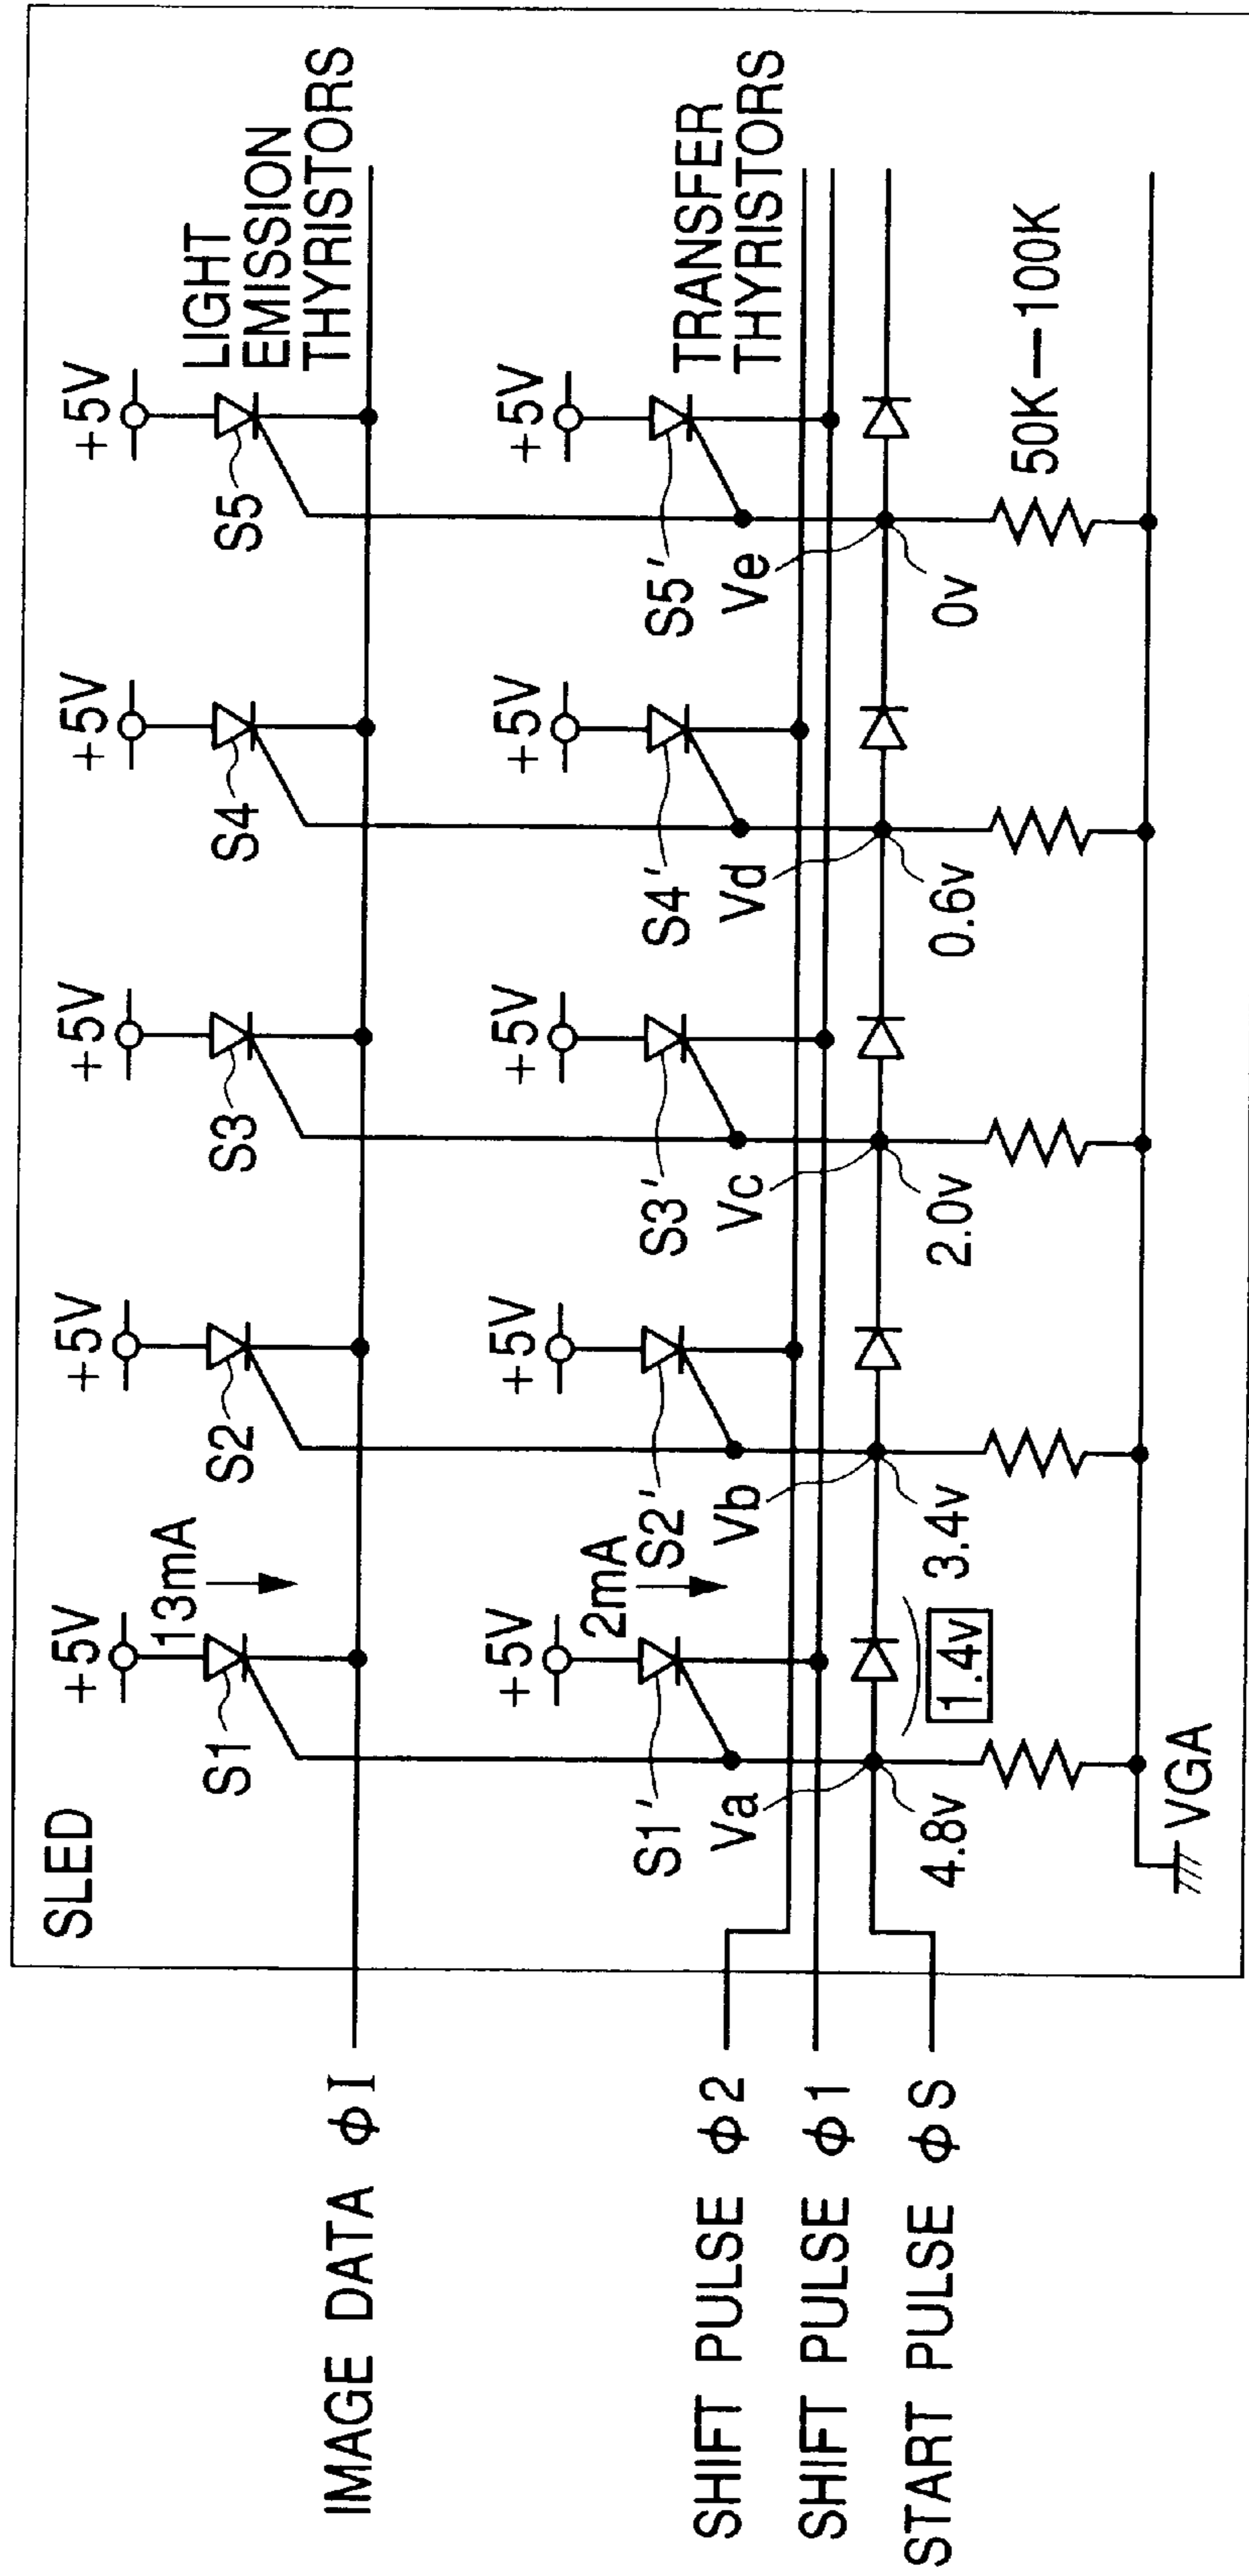 SLED
+5V
+5V
+5V
+5V
+5V
13mA
LIGHT
EMISSION
THYRISTORS
S1
S2
S3
S4
S5
IMAGE DATA ϕI
+5V
+5V
+5V
+5V
+5V
2mA
TRANSFER
THYRISTORS
S1'
S2'
S3'
S4'
S5'
Va
Vb
Vc
Vd
Ve
SHIFT PULSE ϕ2
SHIFT PULSE ϕ1
START PULSE ϕS
4.8v
1.4v
3.4v
2.0v
0.6v
0v
50K—100K
VGA